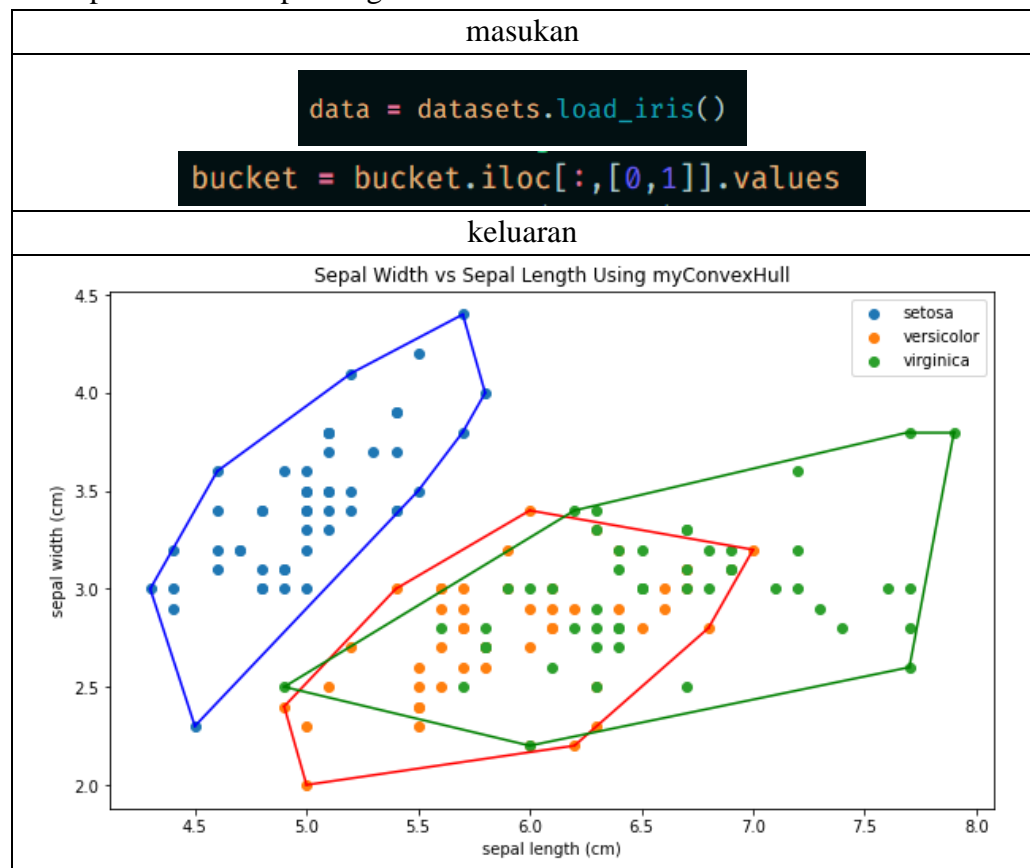 masukan
data = datasets.load_iris()
bucket = bucket.iloc[:,[0,1]].values
keluaran
Sepal Width vs Sepal Length Using myConvexHull
setosa
versicolor
virginica
4.5
4.0
3.5
3.0
2.5
2.0
sepal width (cm)
4.5 5.0 5.5 6.0 6.5 7.0 7.5 8.0
sepal length (cm)